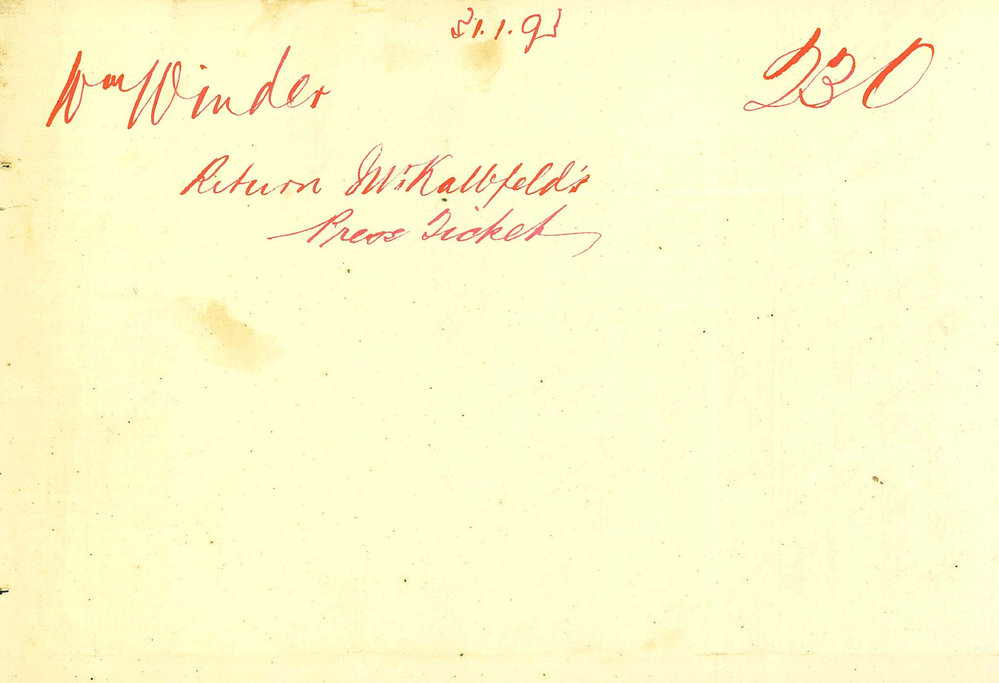 31.1.93
Wm Winder 230
Return Mr Kalbfeld's
Press Ticket